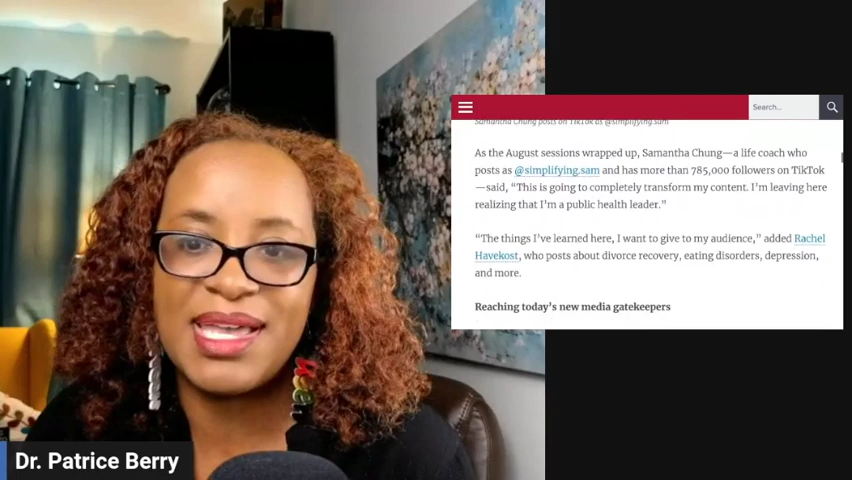 Search...
Samantha Chung posts on TikTok as @simplifying.sam
As the August sessions wrapped up, Samantha Chung—a life coach who
posts as @simplifying.sam and has more than 785,000 followers on TikTok
—said, “This is going to completely transform my content. I’m leaving here
realizing that I’m a public health leader.”
“The things I’ve learned here, I want to give to my audience,” added Rachel
Havekost, who posts about divorce recovery, eating disorders, depression,
and more.
Reaching today’s new media gatekeepers
Dr. Patrice Berry